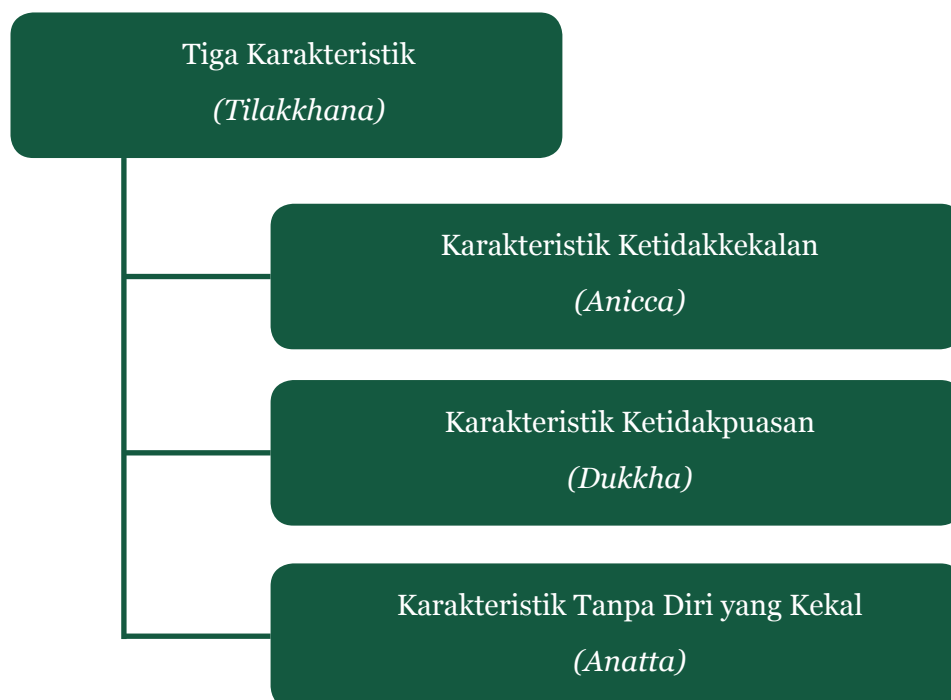 Tiga Karakteristik
(Tilakkhana)
Karakteristik Ketidakkekalan
(Anicca)
Karakteristik Ketidakpuasan
(Dukkha)
Karakteristik Tanpa Diri yang Kekal
(Anatta)